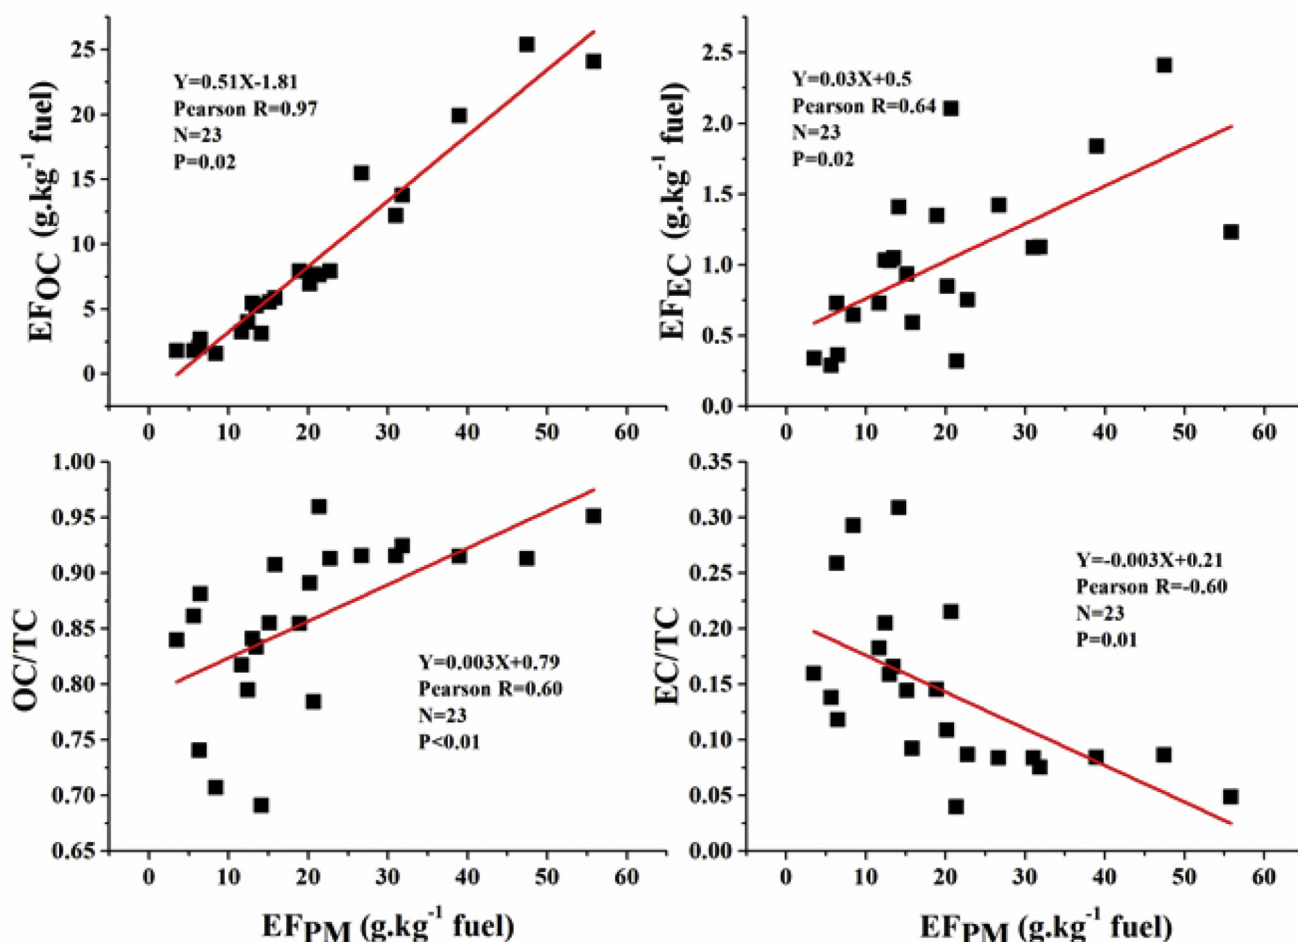 EFOC (g.kg-1 fuel)
25
20
15
10
5
0
Y=0.51X-1.81
Pearson R=0.97
N=23
P=0.02
0 10 20 30 40 50 60
EFEC (g.kg-1 fuel)
2.5
2.0
1.5
1.0
0.5
0.0
Y=0.03X+0.5
Pearson R=0.64
N=23
P=0.02
0 10 20 30 40 50 60
OC/TC
1.00
0.95
0.90
0.85
0.80
0.75
0.70
0.65
Y=0.003X+0.79
Pearson R=0.60
N=23
P<0.01
0 10 20 30 40 50 60
EFPM (g.kg-1 fuel)
EC/TC
0.35
0.30
0.25
0.20
0.15
0.10
0.05
0.00
Y=-0.003X+0.21
Pearson R=-0.60
N=23
P=0.01
0 10 20 30 40 50 60
EFPM (g.kg-1 fuel)